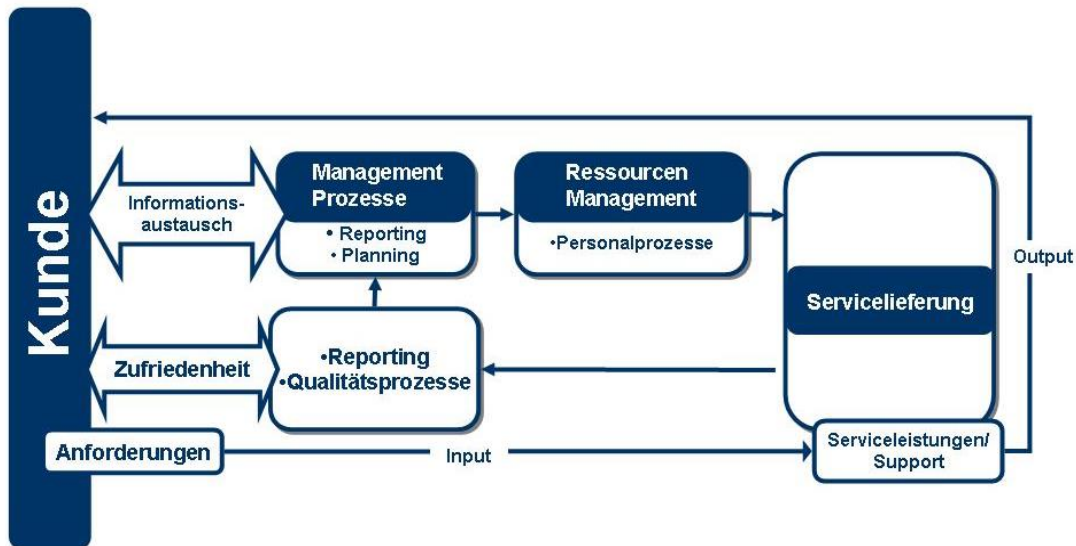 Kunde
Informations-
austausch
Management
Prozesse
• Reporting
• Planning
Ressourcen
Management
•Personalprozesse
Servicelieferung
Output
Zufriedenheit
•Reporting
•Qualitätsprozesse
Anforderungen
Input
Serviceleistungen/
Support